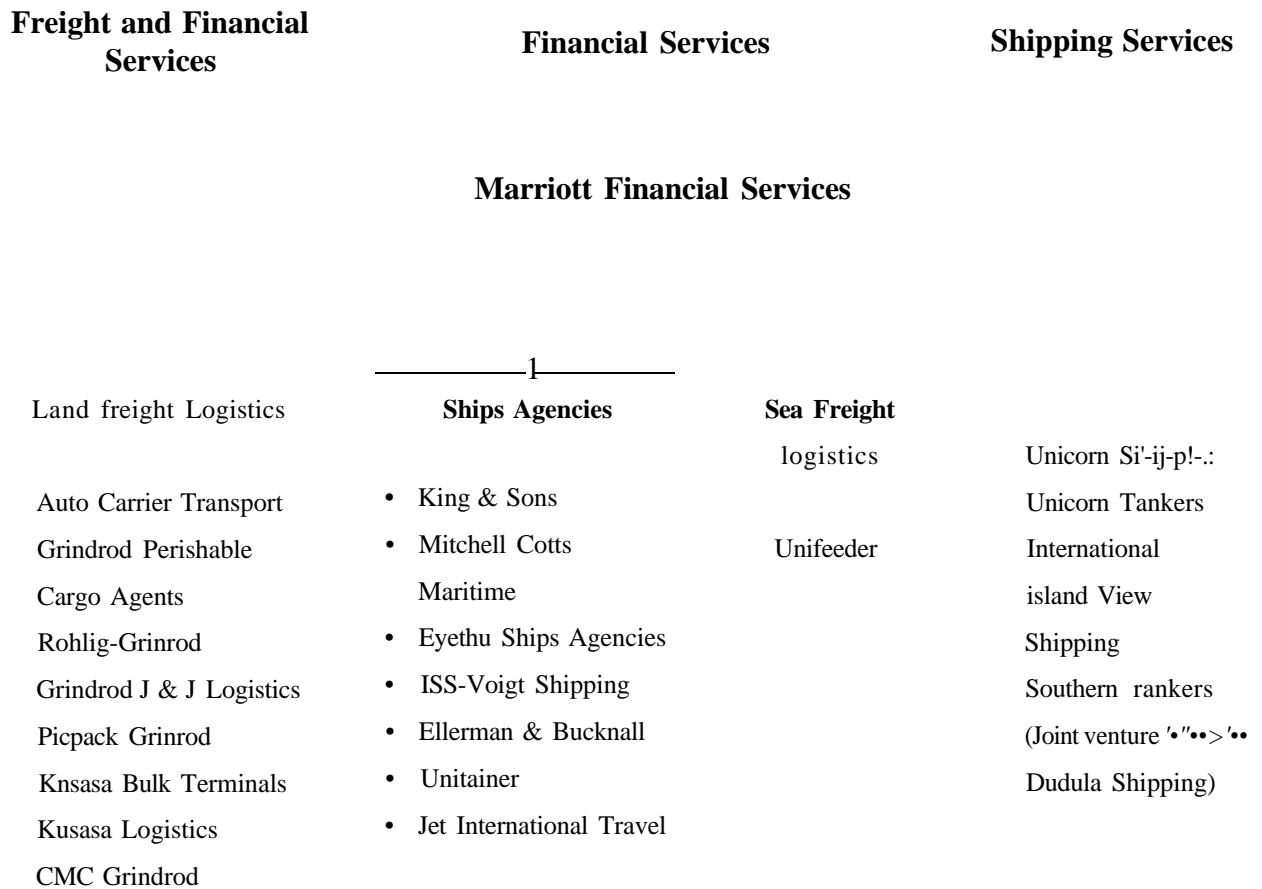 Freight and Financial
Services
Financial Services
Shipping Services
Marriott Financial Services
1
Land freight Logistics
Auto Carrier Transport
Grindrod Perishable
Cargo Agents
Rohlig-Grinrod
Grindrod J & J Logistics
Picpack Grinrod
Knsasa Bulk Terminals
Kusasa Logistics
CMC Grindrod
Ships Agencies
• King & Sons
• Mitchell Cotts
Maritime
• Eyethu Ships Agencies
• ISS-Voigt Shipping
• Ellerman & Bucknall
• Unitainer
• Jet International Travel
Sea Freight
logistics
Unifeeder
Unicorn Si'-ij-p!-.:
Unicorn Tankers
International
island View
Shipping
Southern rankers
(Joint venture '•"••>'••
Dudula Shipping)